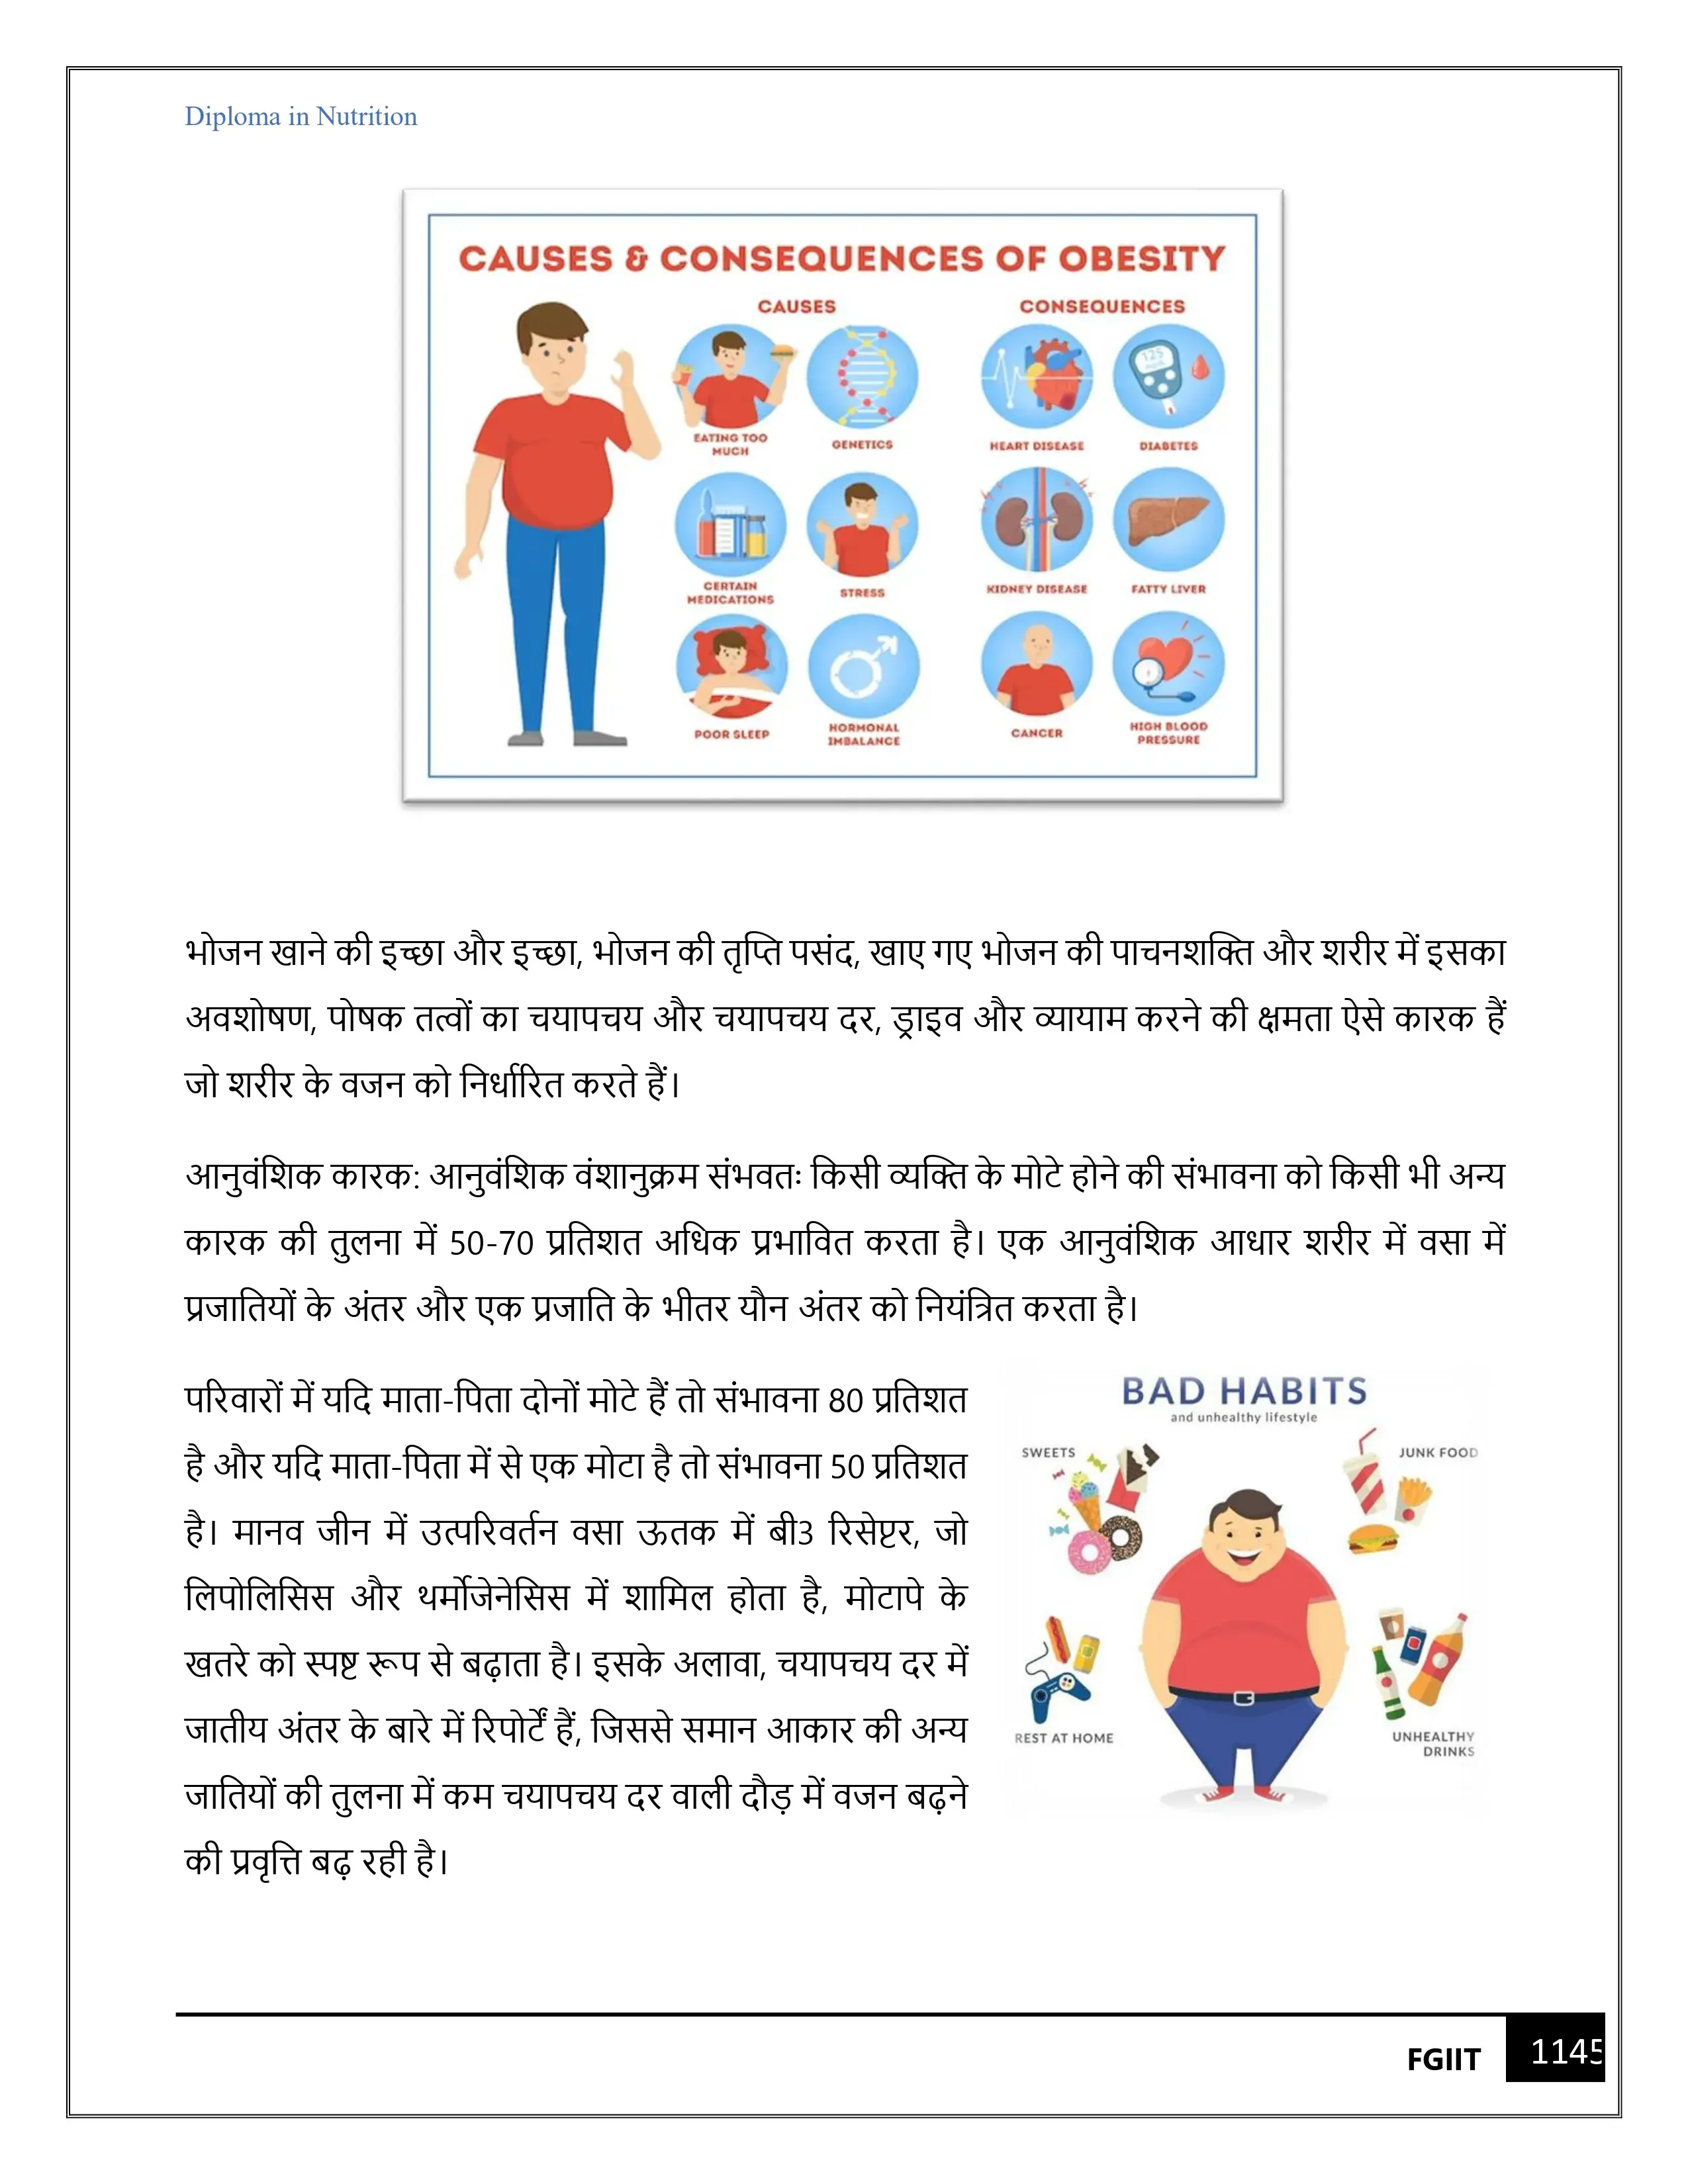 Diploma in Nutrition
CAUSES & CONSEQUENCES OF OBESITY
CAUSES
CONSEQUENCES
EATING TOO
MUCH
GENETICS
HEART DISEASE
DIABETES
CERTAIN
MEDICATIONS
STRESS
KIDNEY DISEASE
FATTY LIVER
POOR SLEEP
HORMONAL
IMBALANCE
CANCER
HIGH BLOOD
PRESSURE
भोजन खाने की इच्छा और इच्छा, भोजन की तृप्ति पसंद, खाए गए भोजन की पाचनशक्ति और शरीर में इसका
अवशोषण, पोषक तत्वों का चयापचय और चयापचय दर, ड्राइव और व्यायाम करने की क्षमता ऐसे कारक हैं
जो शरीर के वजन को निर्धारित करते हैं।
आनुवंशिक कारक: आनुवंशिक वंशानुक्रम संभवतः किसी व्यक्ति के मोटे होने की संभावना को किसी भी अन्य
कारक की तुलना में 50-70 प्रतिशत अधिक प्रभावित करता है। एक आनुवंशिक आधार शरीर में वसा में
प्रजातियों के अंतर और एक प्रजाति के भीतर यौन अंतर को नियंत्रित करता है।
परिवारों में यदि माता-पिता दोनों मोटे हैं तो संभावना 80 प्रतिशत
है और यदि माता-पिता में से एक मोटा है तो संभावना 50 प्रतिशत
है। मानव जीन में उत्परिवर्तन वसा ऊतक में बी3 रिसेप्टर, जो
लिपोलिसिस और थर्मोजेनेसिस में शामिल होता है, मोटापे के
खतरे को स्पष्ट रूप से बढ़ाता है। इसके अलावा, चयापचय दर में
जातीय अंतर के बारे में रिपोर्टें हैं, जिससे समान आकार की अन्य
जातियों की तुलना में कम चयापचय दर वाली दौड़ में वजन बढ़ने
की प्रवृत्ति बढ़ रही है।
BAD HABITS
and unhealthy lifestyle
SWEETS
JUNK FOOD
REST AT HOME
UNHEALTHY
DRINKS
FGIIT
1145